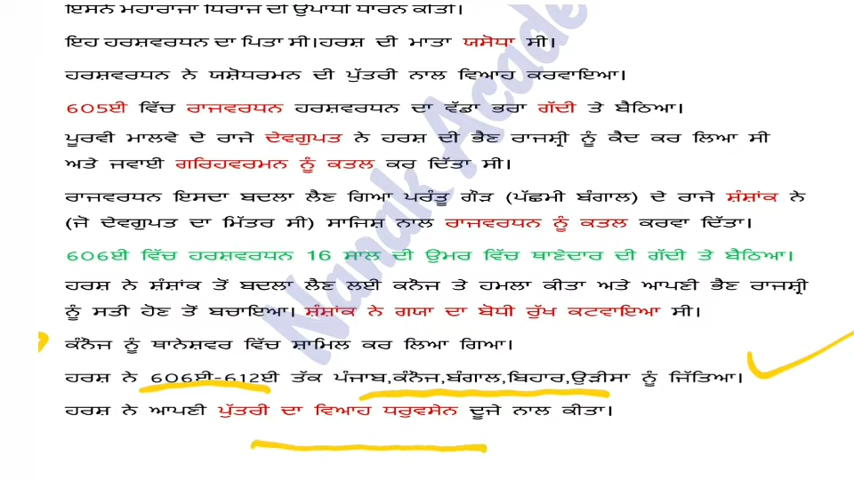 ਇਸਨੇ ਮਹਾਰਾਜਾ ਧਿਰਾਜ ਦੀ ਉਪਾਧੀ ਧਾਰਨ ਕੀਤੀ।
ਇਹ ਹਰਸ਼ਵਰਧਨ ਦਾ ਪਿਤਾ ਸੀ।ਹਰਸ਼ ਦੀ ਮਾਤਾ ਯਸੋਧਾ ਸੀ।
ਹਰਸ਼ਵਰਧਨ ਨੇ ਯਸ਼ੋਧਰਮਨ ਦੀ ਪੁੱਤਰੀ ਨਾਲ ਵਿਆਹ ਕਰਵਾਇਆ।
605ਈ ਵਿੱਚ ਰਾਜਵਰਧਨ ਹਰਸ਼ਵਰਧਨ ਦਾ ਵੱਡਾ ਭਰਾ ਗੱਦੀ ਤੇ ਬੈਠਿਆ।
ਪੂਰਵੀ ਮਾਲਵੇ ਦੇ ਰਾਜੇ ਦੇਵਗੁਪਤ ਨੇ ਹਰਸ਼ ਦੀ ਭੈਣ ਰਾਜਸ਼੍ਰੀ ਨੂੰ ਕੈਦ ਕਰ ਲਿਆ ਸੀ
ਅਤੇ ਜਵਾਈ ਗਰਿਹਵਰਮਨ ਨੂੰ ਕਤਲ ਕਰ ਦਿੱਤਾ ਸੀ।
ਰਾਜਵਰਧਨ ਇਸਦਾ ਬਦਲਾ ਲੈਣ ਗਿਆ ਪਰੰਤੂ ਗੌੜ (ਪੱਛਮੀ ਬੰਗਾਲ) ਦੇ ਰਾਜੇ ਸ਼ੰਸ਼ਾਂਕ ਨੇ
(ਜੋ ਦੇਵਗੁਪਤ ਦਾ ਮਿੱਤਰ ਸੀ) ਸਾਜਿਸ਼ ਨਾਲ ਰਾਜਵਰਧਨ ਨੂੰ ਕਤਲ ਕਰਵਾ ਦਿੱਤਾ।
606ਈ ਵਿੱਚ ਹਰਸ਼ਵਰਧਨ 16 ਸਾਲ ਦੀ ਉਮਰ ਵਿੱਚ ਥਾਣੇਦਾਰ ਦੀ ਗੱਦੀ ਤੇ ਬੈਠਿਆ।
ਹਰਸ਼ ਨੇ ਸ਼ੰਸ਼ਾਂਕ ਤੋਂ ਬਦਲਾ ਲੈਣ ਲਈ ਕਨੋਜ ਤੇ ਹਮਲਾ ਕੀਤਾ ਅਤੇ ਆਪਣੀ ਭੈਣ ਰਾਜਸ਼੍ਰੀ
ਨੂੰ ਸਤੀ ਹੋਣ ਤੋਂ ਬਚਾਇਆ। ਸ਼ੰਸ਼ਾਂਕ ਨੇ ਗਯਾ ਦਾ ਬੋਧੀ ਰੁੱਖ ਕਟਵਾਇਆ ਸੀ।
ਕੰਨੋਜ ਨੂੰ ਥਾਨੇਸ਼ਵਰ ਵਿੱਚ ਸ਼ਾਮਿਲ ਕਰ ਲਿਆ ਗਿਆ।
ਹਰਸ਼ ਨੇ 606ਈ-612ਈ ਤੱਕ ਪੰਜਾਬ,ਕੰਨੋਜ,ਬੰਗਾਲ,ਬਿਹਾਰ,ਉੜੀਸਾ ਨੂੰ ਜਿੱਤਿਆ।
ਹਰਸ਼ ਨੇ ਆਪਣੀ ਪੁੱਤਰੀ ਦਾ ਵਿਆਹ ਧਰੁਵਸੇਨ ਦੂਜੇ ਨਾਲ ਕੀਤਾ।
Nanak Acade